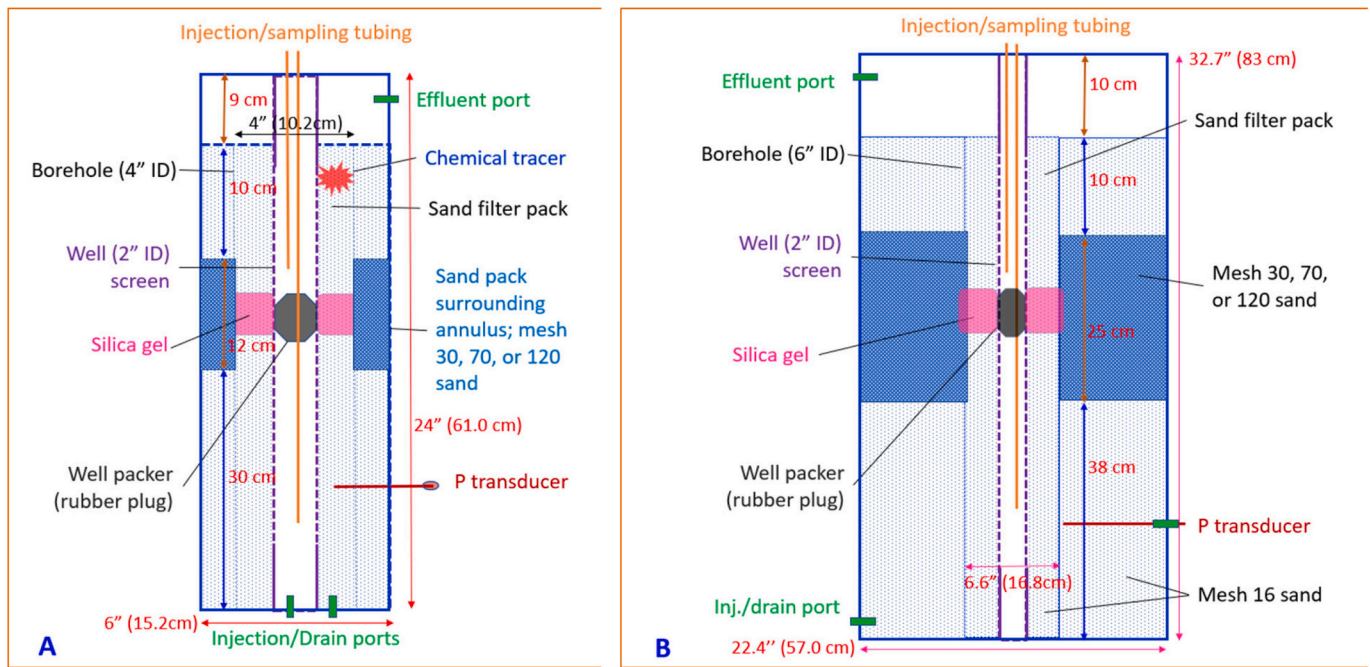 Injection/sampling tubing
9 cm
Effluent port
4” (10.2cm)
Chemical tracer
Borehole (4” ID)
10 cm
Sand filter pack
Well (2” ID)
screen
Sand pack
surrounding
annulus; mesh
30, 70, or 120
sand
Silica gel
12 cm
24” (61.0 cm)
Well packer
(rubber plug)
30 cm
P transducer
6” (15.2cm)
Injection/Drain ports
A
Injection/sampling tubing
32.7” (83 cm)
Effluent port
10 cm
Sand filter pack
Borehole (6” ID)
10 cm
Well (2” ID)
screen
Mesh 30, 70,
or 120 sand
Silica gel
25 cm
Well packer
(rubber plug)
38 cm
P transducer
6.6” (16.8cm)
Mesh 16 sand
Inj./drain port
22.4’’ (57.0 cm)
B